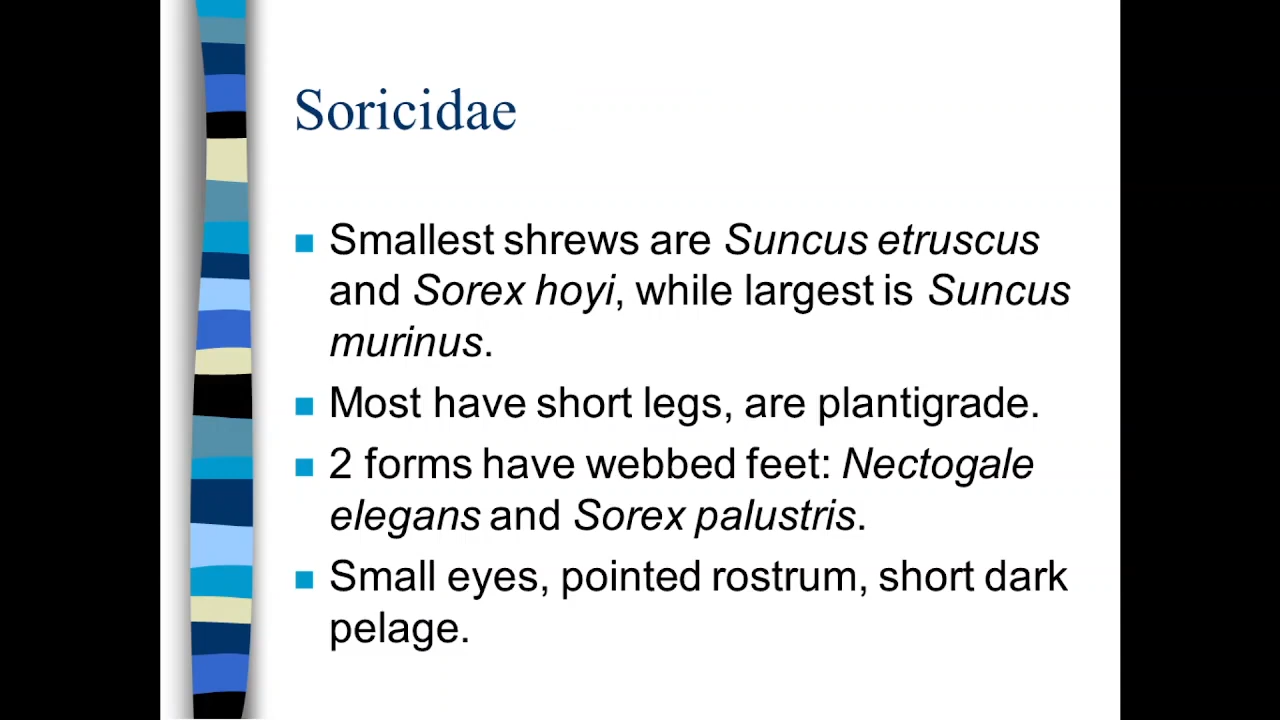 Soricidae
Smallest shrews are Suncus etruscus
and Sorex hoyi, while largest is Suncus
murinus.
Most have short legs, are plantigrade.
2 forms have webbed feet: Nectogale
elegans and Sorex palustris.
Small eyes, pointed rostrum, short dark
pelage.